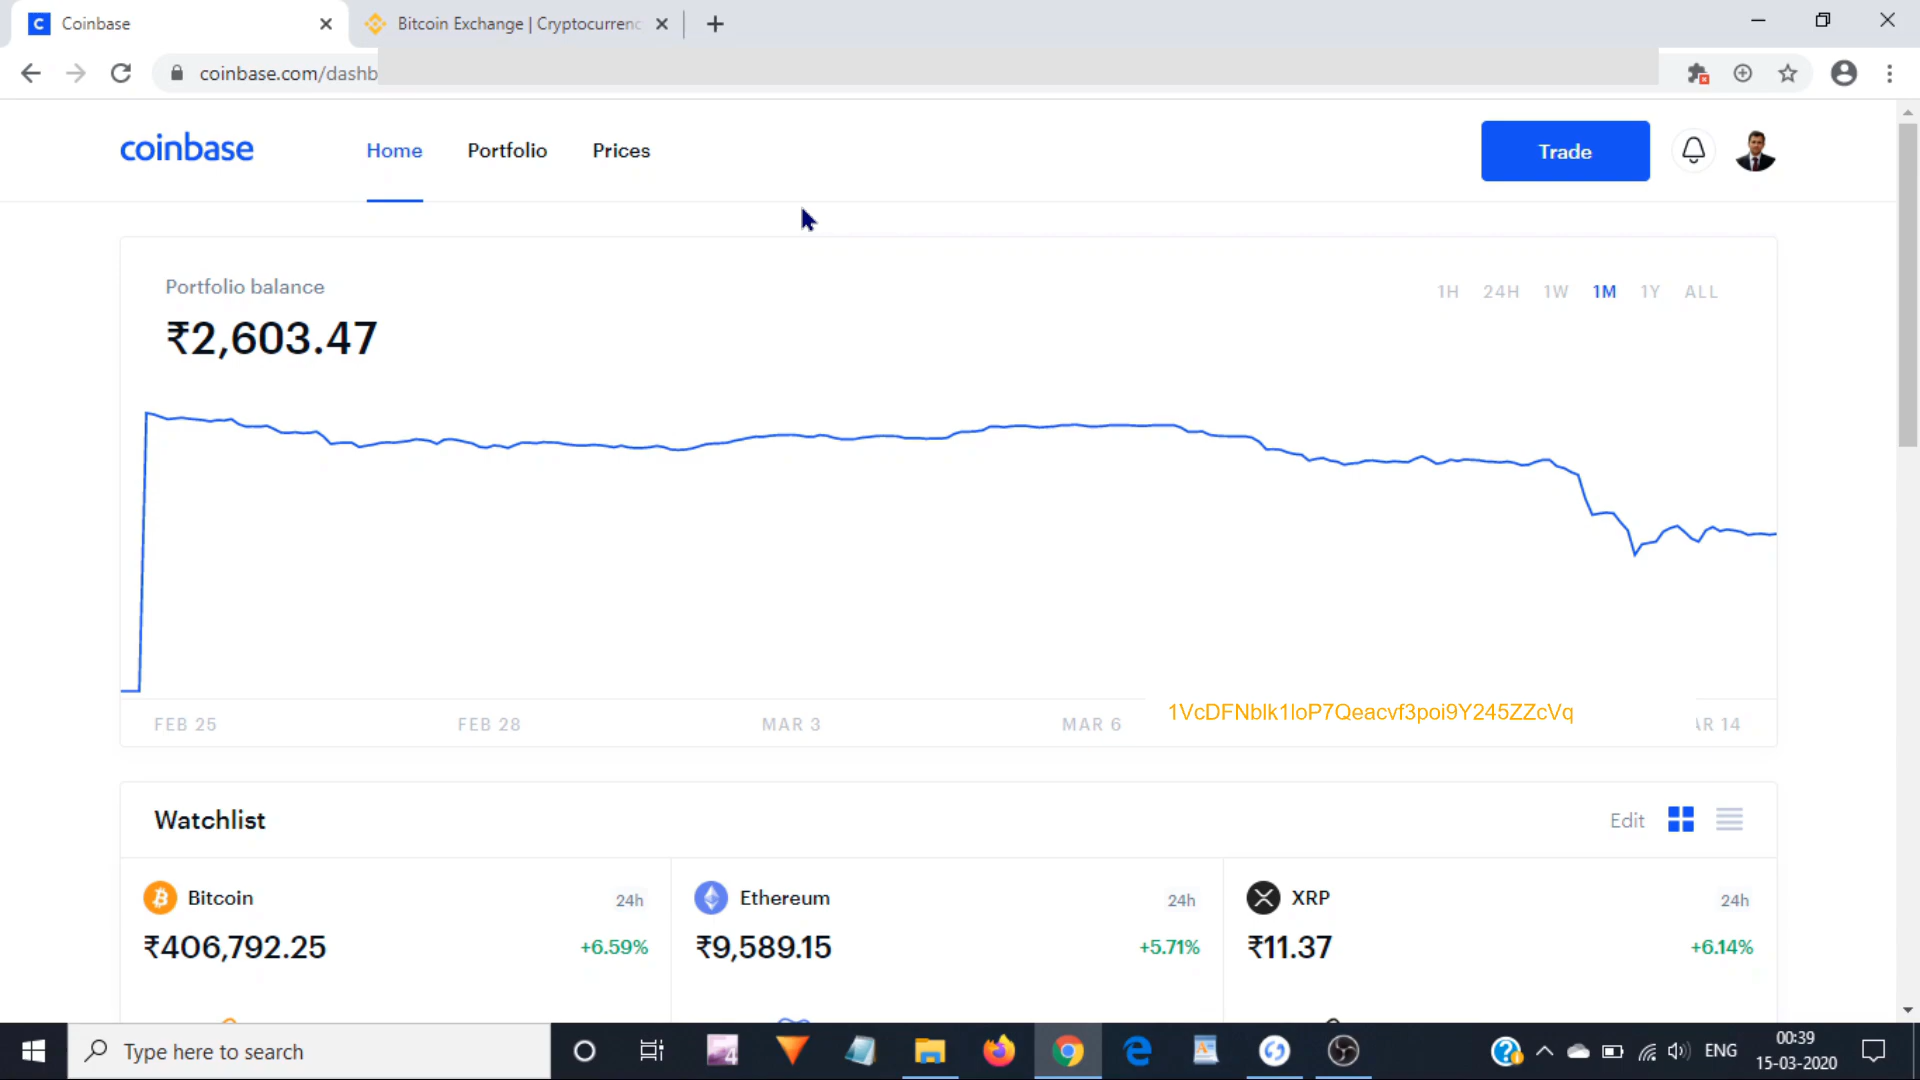 Coinbase
Bitcoin Exchange | Cryptocurrenc
coinbase.com/dashb
coinbase
Home
Portfolio
Prices
Trade
Portfolio balance
1H 24H 1W 1M 1Y ALL
₹2,603.47
1VcDFNblk1loP7Qeacvf3poi9Y245ZZcVq
FEB 25 FEB 28 MAR 3 MAR 6 AR 14
Watchlist
Edit
Bitcoin 24h
₹406,792.25 +6.59%
Ethereum 24h
₹9,589.15 +5.71%
XRP 24h
₹11.37 +6.14%
Type here to search
4
ENG
00:39
15-03-2020